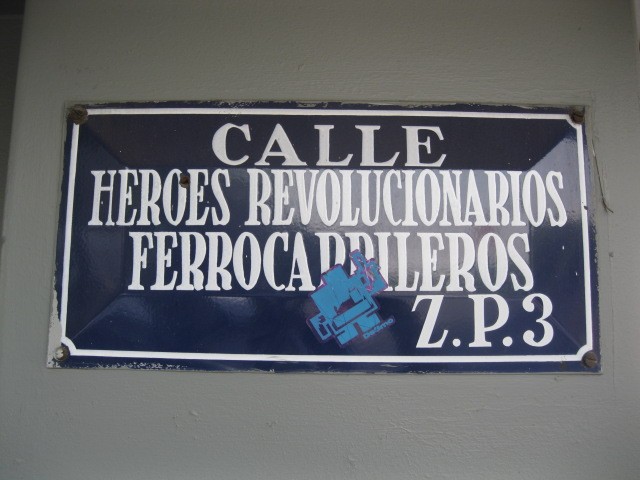 CALLE
HEROES REVOLUCIONARIOS
FERROCARRILEROS
Z.P.3